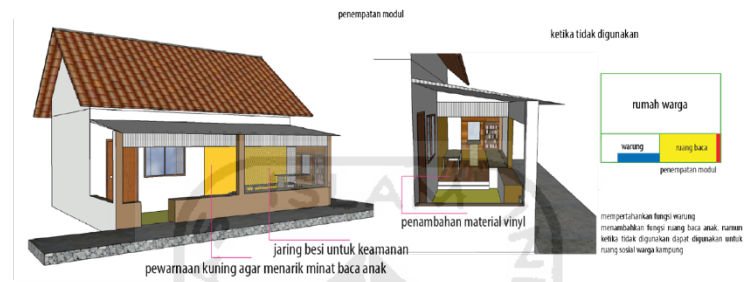 penempatan modul
ketika tidak digunakan
rumah warga
warung
ruang baca
penempatan modul
penambahan material vinyl
jaring besi untuk keamanan
pewarnaan kuning agar menarik minat baca anak
mempertahankan fungsi warung
menambahkan fungsi ruang baca anak. namun
ketika tidak digunakan dapat digunakan untuk
ruang sosial warga kampung
ISLAM